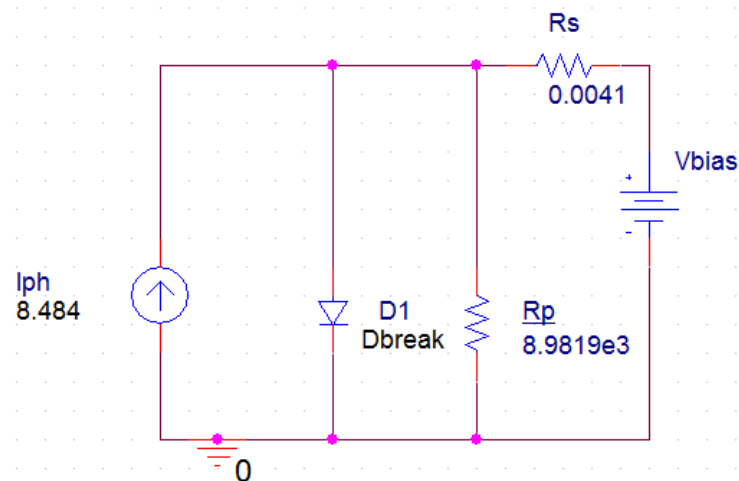 Rs
0.0041
Vbias
+
-
Iph
8.484
D1
Dbreak
Rp
8.9819e3
0